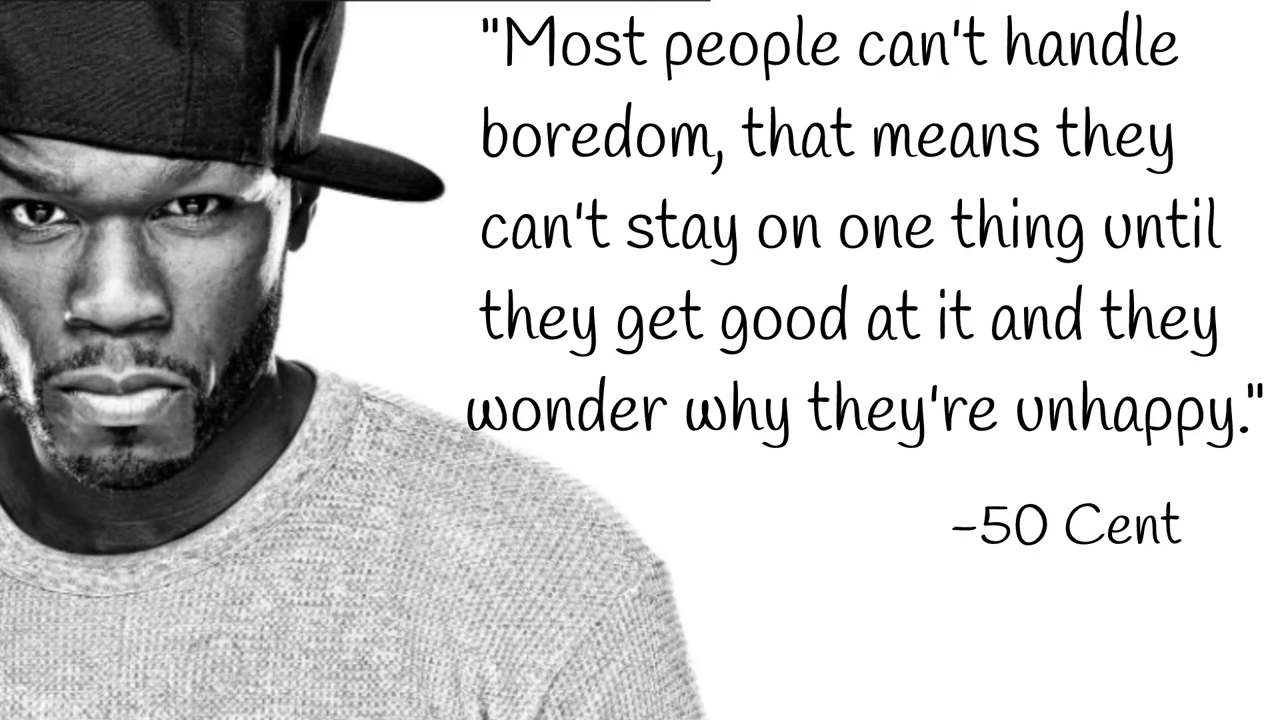 "Most people can't handle
boredom, that means they
can't stay on one thing until
they get good at it and they
wonder why they're unhappy."
-50 Cent